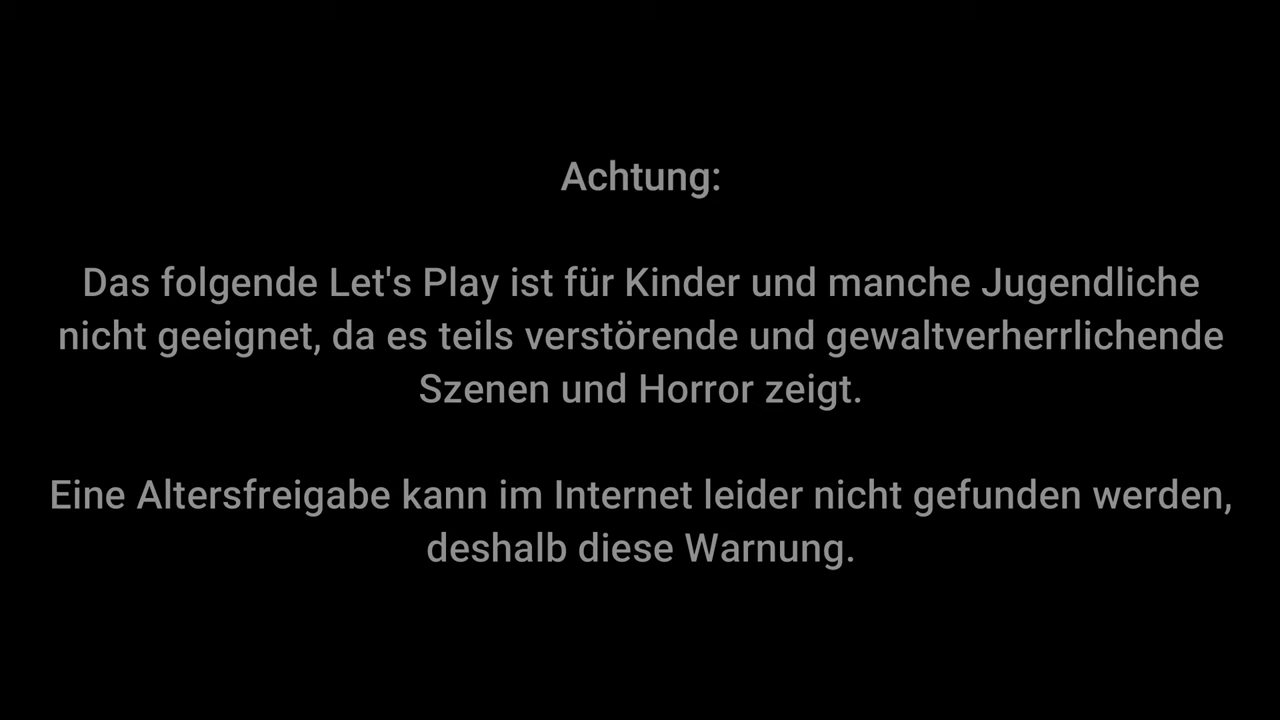 Achtung:
Das folgende Let's Play ist für Kinder und manche Jugendliche
nicht geeignet, da es teils verstörende und gewaltverherrlichende
Szenen und Horror zeigt.
Eine Altersfreigabe kann im Internet leider nicht gefunden werden,
deshalb diese Warnung.